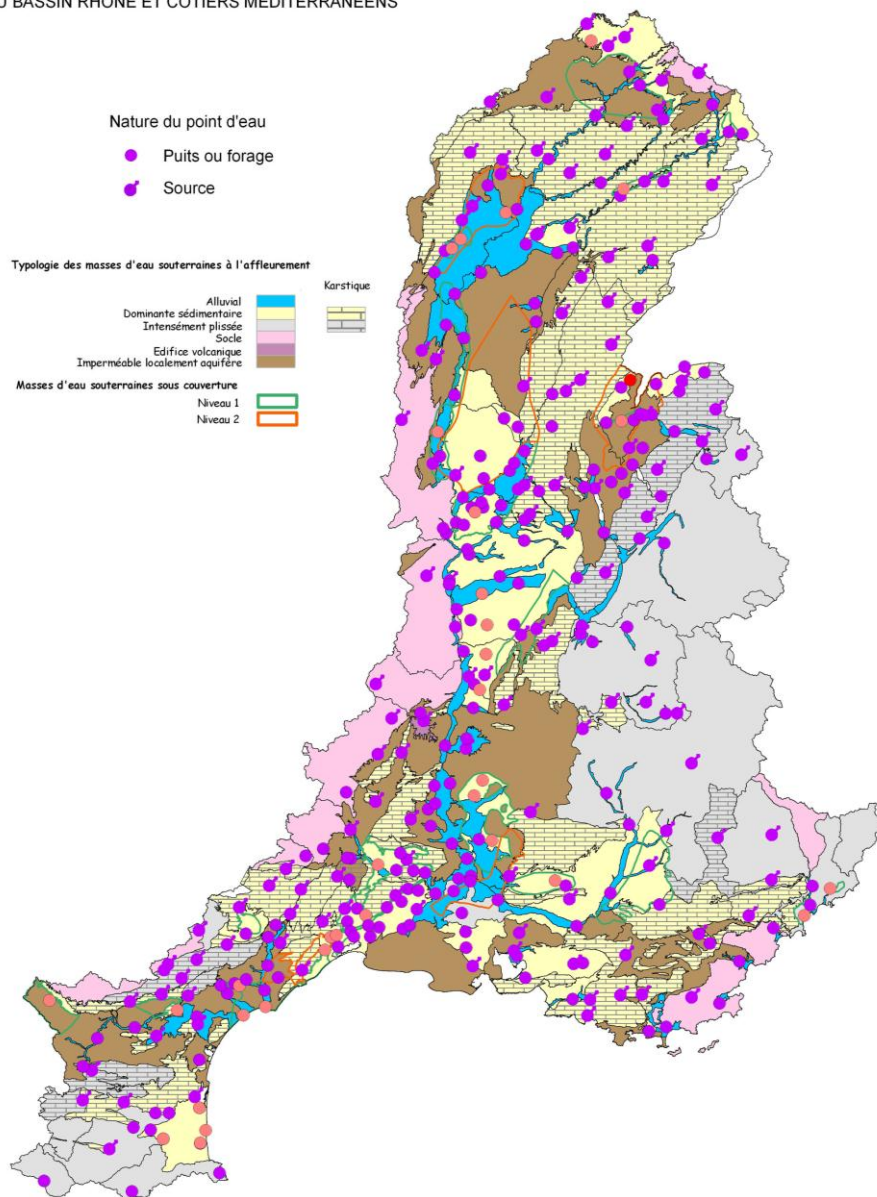 U BASSIN RHONE ET COTIERS MEDITERRANEENS
Nature du point d'eau
Puits ou forage
Source
Typologie des masses d'eau souterraines à l'affleurement
Karstique
Alluvial
Dominante sédimentaire
Intensément plissée
Socle
Edifice volcanique
Imperméable localement aquifère
Masses d'eau souterraines sous couverture
Niveau 1
Niveau 2